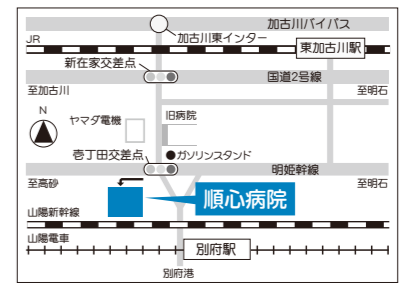 加古川バイパス
加古川東インター
JR
東加古川駅
新在家交差点
国道2号線
至加古川
至明石
N
ヤマダ電機
旧病院
壱丁田交差点
●ガソリンスタンド
明姫幹線
至高砂
至明石
順心病院
山陽新幹線
山陽電車
別府駅
別府港